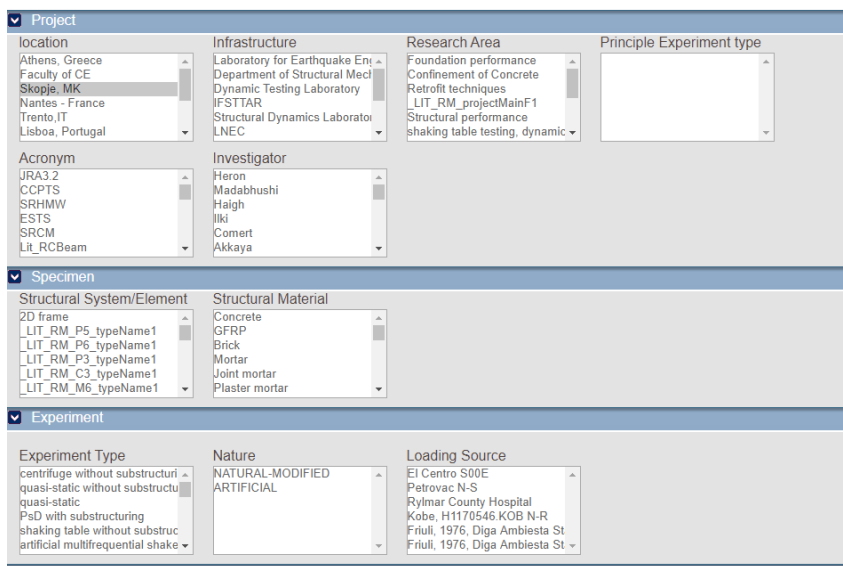 Project
location
Athens, Greece
Faculty of CE
Skopje, MK
Nantes - France
Trento,IT
Lisboa, Portugal
Infrastructure
Laboratory for Earthquake Eng
Department of Structural Mech
Dynamic Testing Laboratory
IFSTTAR
Structural Dynamics Laborator
LNEC
Research Area
Foundation performance
Confinement of Concrete
Retrofit techniques
_LIT_RM_projectMainF1
Structural performance
shaking table testing, dynamic
Principle Experiment type
Acronym
JRA3.2
CCPTS
SRHMW
ESTS
SRCM
Lit_RCBeam
Investigator
Heron
Madabhushi
Haigh
Ilki
Comert
Akkaya
Specimen
Structural System/Element
2D frame
_LIT_RM_P5_typeName1
_LIT_RM_P6_typeName1
_LIT_RM_P3_typeName1
_LIT_RM_C3_typeName1
_LIT_RM_M6_typeName1
Structural Material
Concrete
GFRP
Brick
Mortar
Joint mortar
Plaster mortar
Experiment
Experiment Type
centrifuge without substructuri
quasi-static without substructu
quasi-static
PsD with substructuring
shaking table without substruc
artificial multifrequential shake
Nature
NATURAL-MODIFIED
ARTIFICIAL
Loading Source
El Centro S00E
Petrovac N-S
Rylmar County Hospital
Kobe, H1170546.KOB N-R
Friuli, 1976, Diga Ambiesta St
Friuli, 1976, Diga Ambiesta St